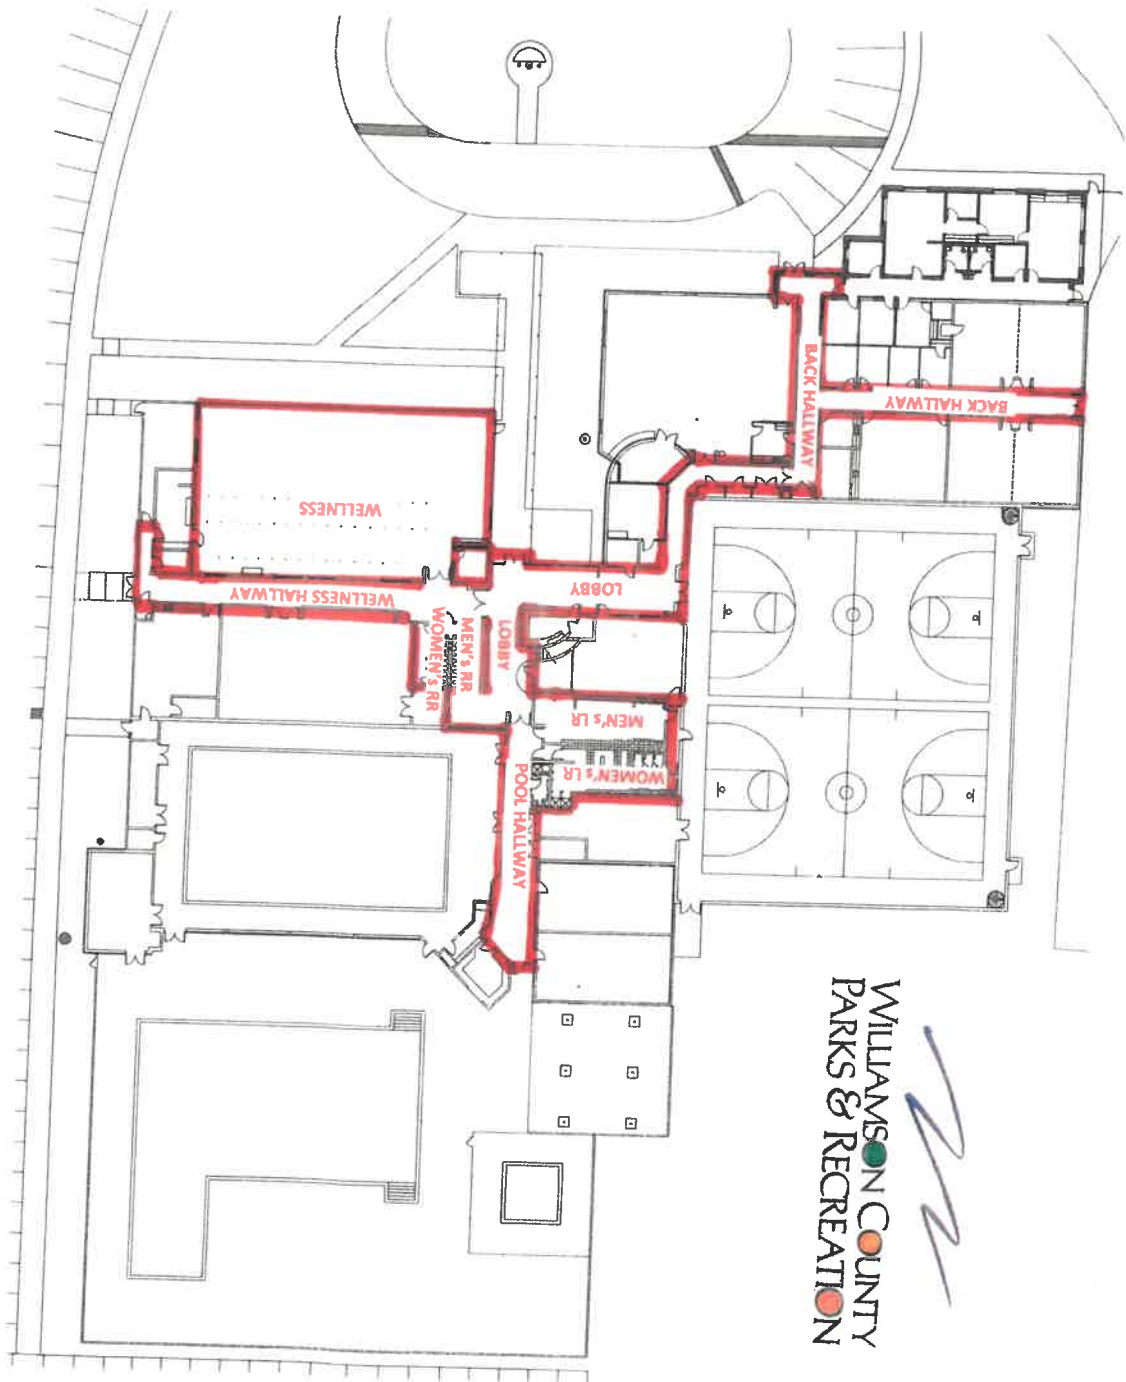 BACK HALLWAY
BACK HALLWAY
WELLNESS
LOBBY
WELLNESS HALLWAY
LOBBY
MEN's RR
WOMEN's RR
MEN's LR
WOMEN's LR
POOL HALLWAY
WILLIAMSON COUNTY
PARKS & RECREATION